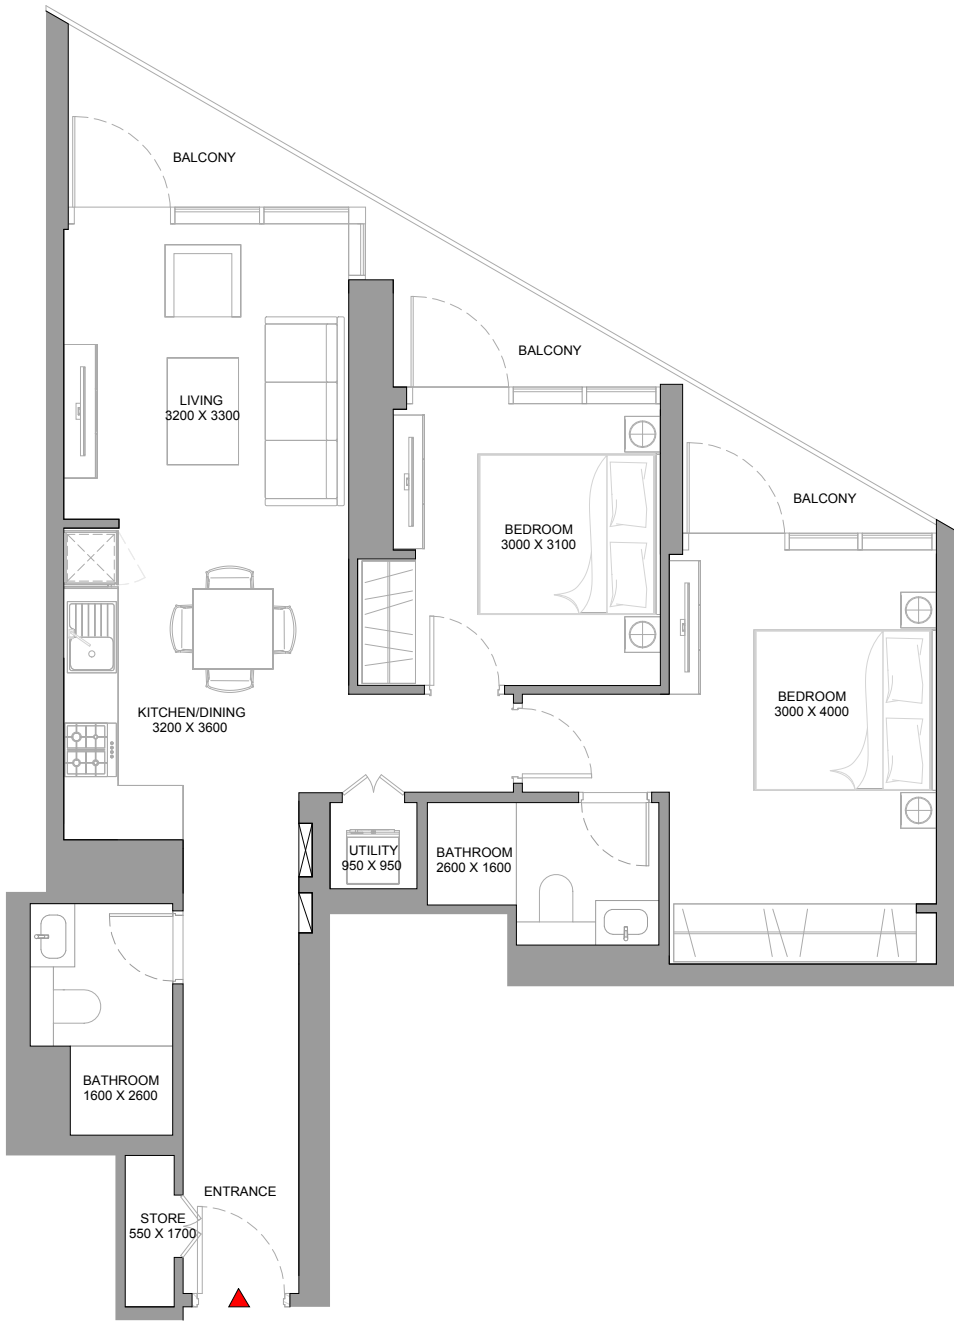 BALCONY
BALCONY
LIVING
3200 X 3300
BALCONY
BEDROOM
3000 X 3100
BEDROOM
3000 X 4000
KITCHEN/DINING
3200 X 3600
UTILITY
950 X 950
BATHROOM
2600 X 1600
BATHROOM
1600 X 2600
ENTRANCE
STORE
550 X 1700